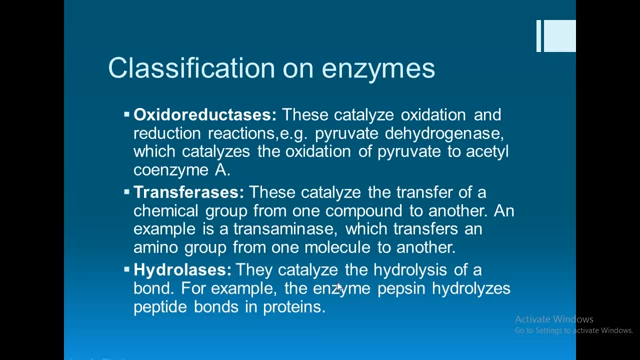 Classification on enzymes
Oxidoreductases: These catalyze oxidation and
reduction reactions,e.g. pyruvate dehydrogenase,
which catalyzes the oxidation of pyruvate to acetyl
coenzyme A.
Transferases: These catalyze the transfer of a
chemical group from one compound to another. An
example is a transaminase, which transfers an
amino group from one molecule to another.
Hydrolases: They catalyze the hydrolysis of a
bond. For example, the enzyme pepsin hydrolyzes
peptide bonds in proteins.
Activate Windows
Go to Settings to activate Windows.